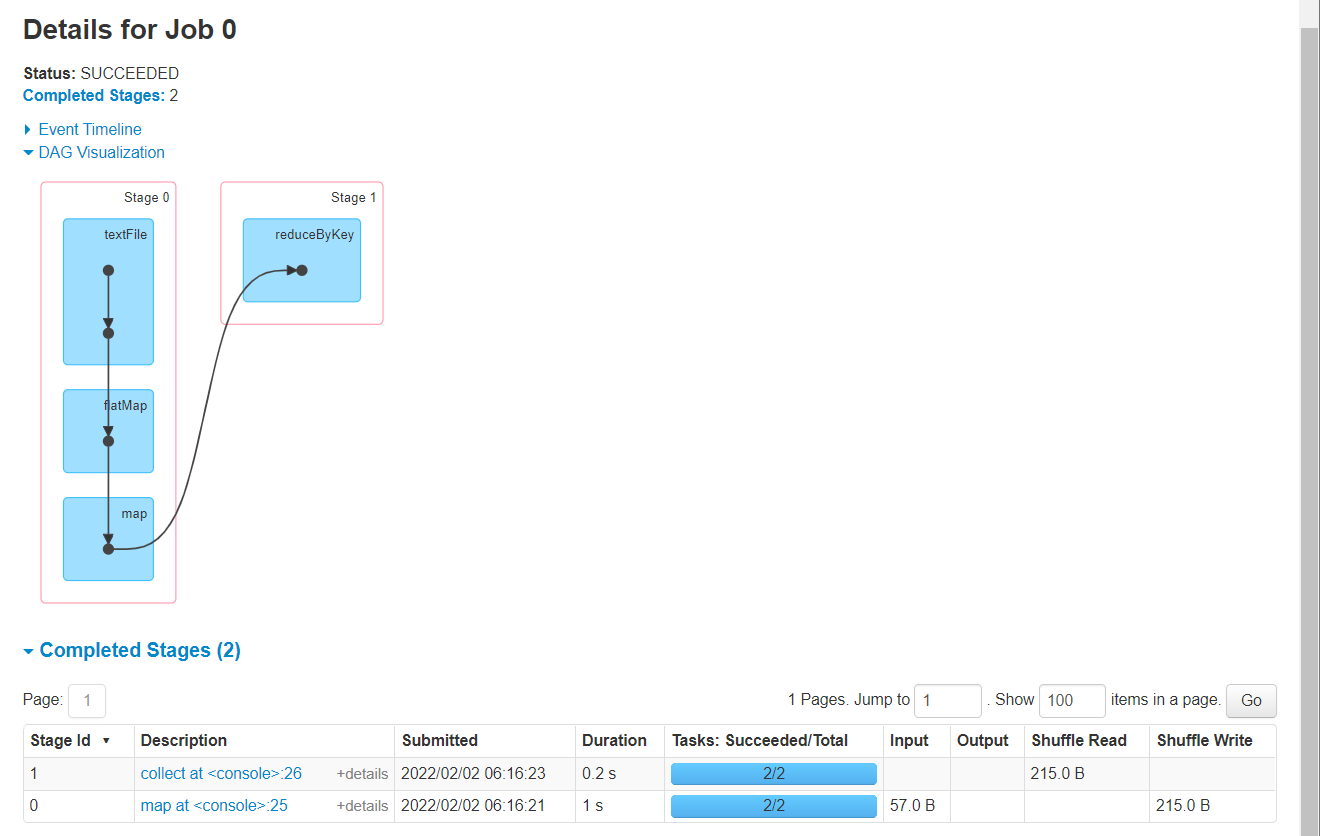 Details for Job 0
Status: SUCCEEDED
Completed Stages: 2
Event Timeline
DAG Visualization
Stage 0
textFile
flatMap
map
Stage 1
reduceByKey
Completed Stages (2)
Page: 1
1 Pages. Jump to 1 . Show 100 items in a page. Go
Stage Id ▾ Description Submitted Duration Tasks: Succeeded/Total Input Output Shuffle Read Shuffle Write
1 collect at <console>:26 +details 2022/02/02 06:16:23 0.2 s 2/2 215.0 B
0 map at <console>:25 +details 2022/02/02 06:16:21 1 s 2/2 57.0 B 215.0 B